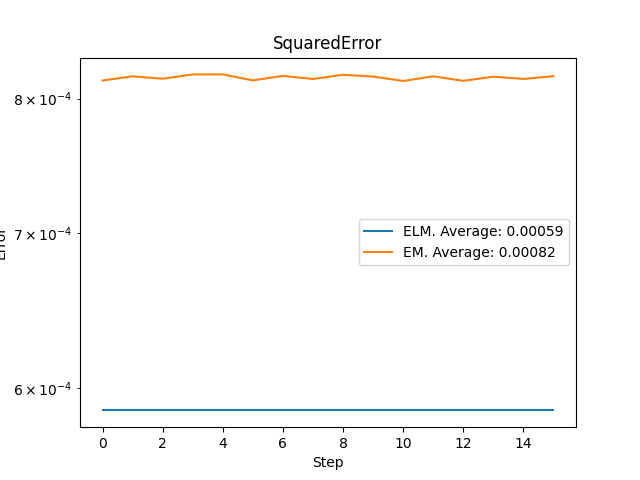 SquaredError
8 × 10⁻⁴
7 × 10⁻⁴
6 × 10⁻⁴
Error
ELM. Average: 0.00059
EM. Average: 0.00082
0 2 4 6 8 10 12 14
Step